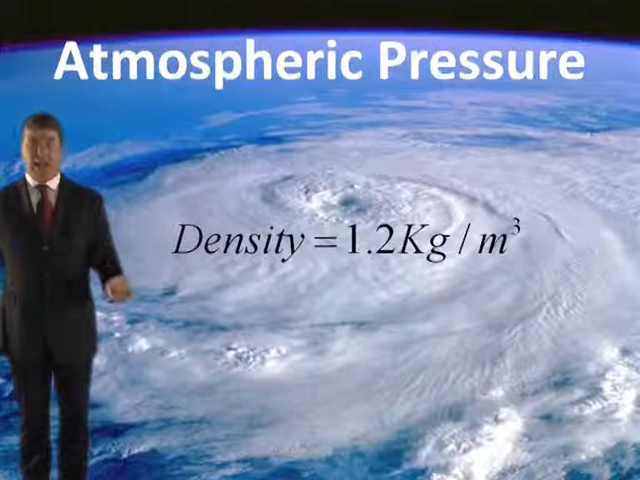 Atmospheric Pressure
Density = 1.2Kg / m³